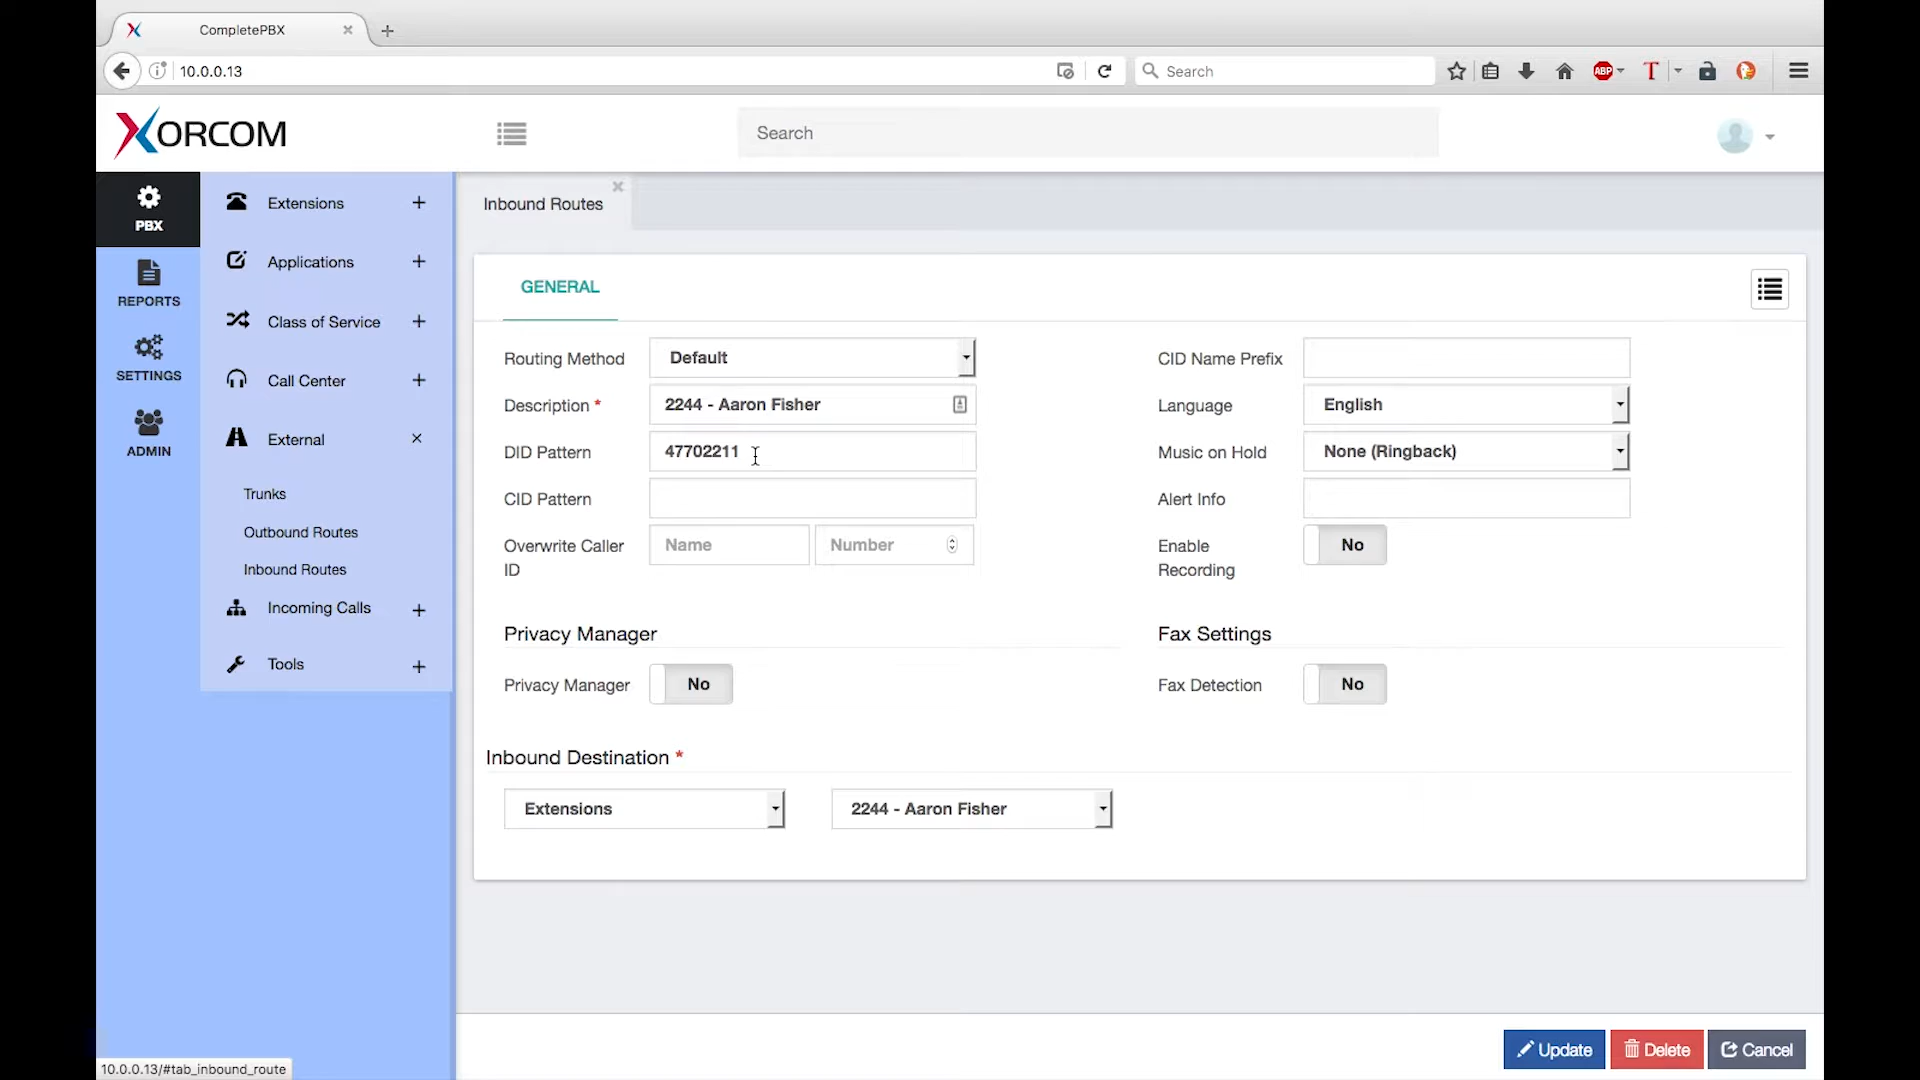 CompletePBX
10.0.0.13
Search
ABP
T
XORCOM
Search
PBX
REPORTS
SETTINGS
ADMIN
Extensions
Applications
Class of Service
Call Center
External
Trunks
Outbound Routes
Inbound Routes
Incoming Calls
Tools
Inbound Routes
GENERAL
Routing Method Default
Description * 2244 - Aaron Fisher
DID Pattern 47702211
CID Pattern
Overwrite Caller ID Name Number
CID Name Prefix
Language English
Music on Hold None (Ringback)
Alert Info
Enable Recording No
Privacy Manager
Privacy Manager No
Fax Settings
Fax Detection No
Inbound Destination *
Extensions 2244 - Aaron Fisher
Update Delete Cancel
10.0.0.13/#tab_inbound_route